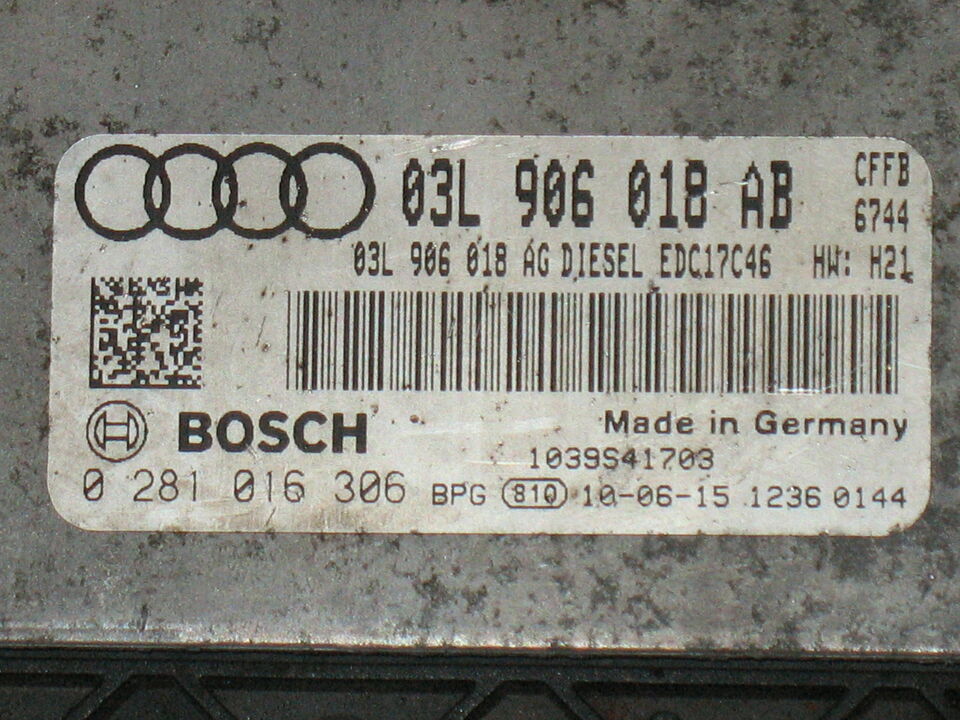 03L 906 018 AB CFFB
6744
03L 906 018 AG DIESEL EDC17C46 HW: H21
BOSCH
Made in Germany
1039S41703
0 281 016 306 BPG 810 10-06-15 1236 0144